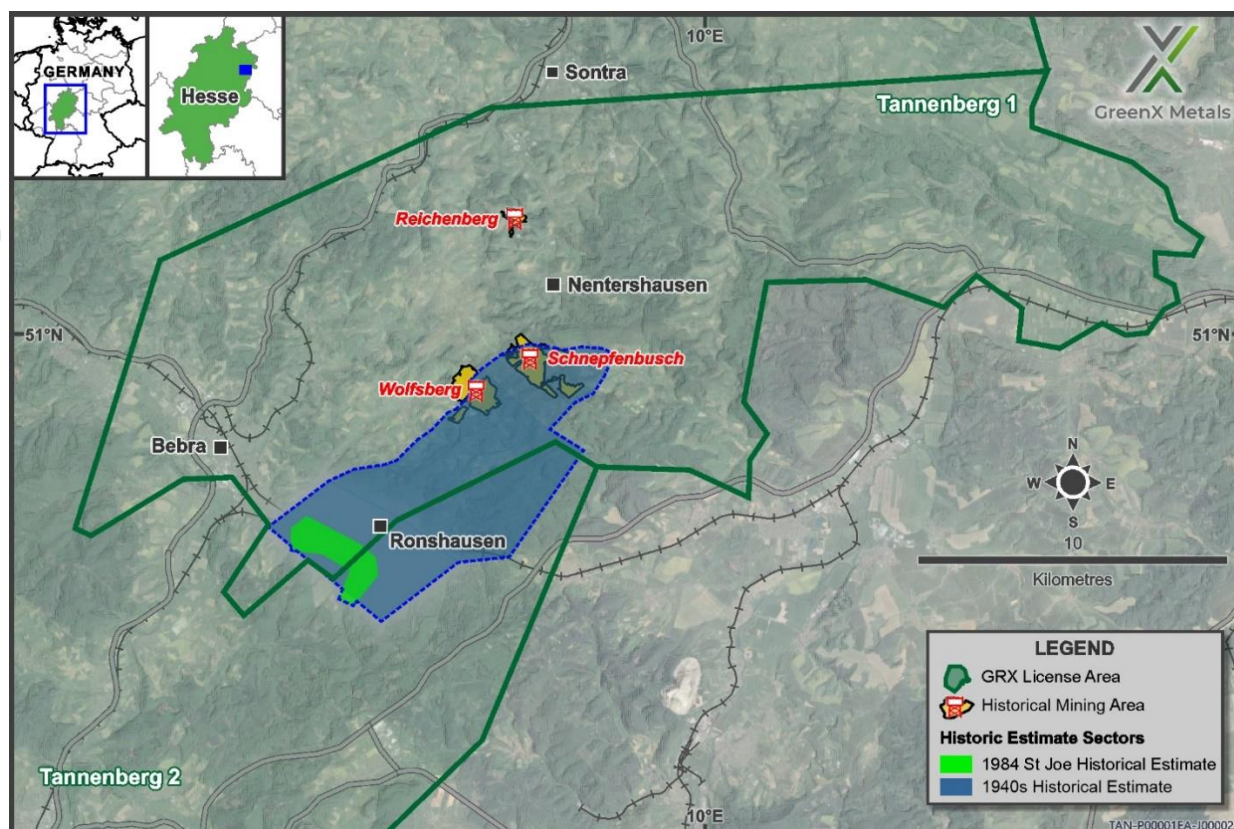 GERMANY
Hesse
10°E
Sontra
Tannenberg 1
GreenX Metals
Reichenberg
Nentershausen
51°N
51°N
Schnepfenbusch
Wolfsberg
Bebra
N
W
E
S
Ronshausen
10
Kilometres
LEGEND
GRX License Area
Historical Mining Area
Historic Estimate Sectors
1984 St Joe Historical Estimate
1940s Historical Estimate
Tannenberg 2
10°E
TAN-P00001EA-J00002